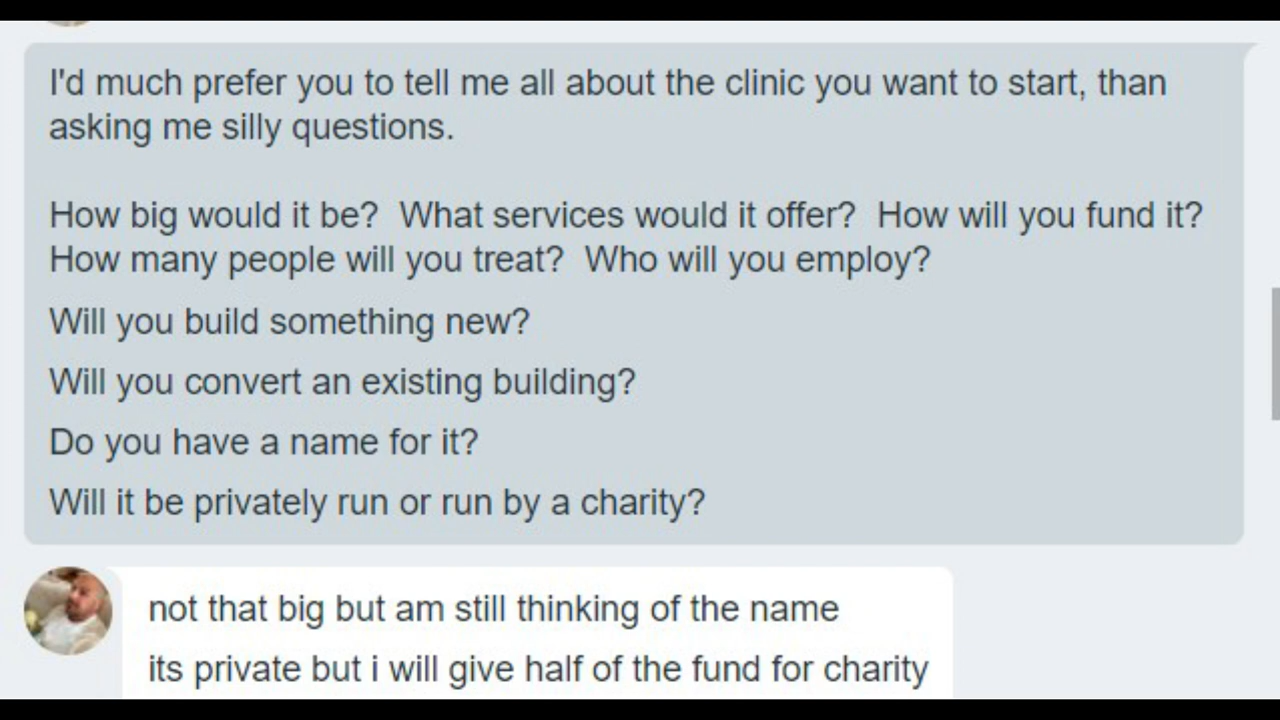 I'd much prefer you to tell me all about the clinic you want to start, than
asking me silly questions.
How big would it be?  What services would it offer?  How will you fund it?
How many people will you treat?  Who will you employ?
Will you build something new?
Will you convert an existing building?
Do you have a name for it?
Will it be privately run or run by a charity?
not that big but am still thinking of the name
its private but i will give half of the fund for charity